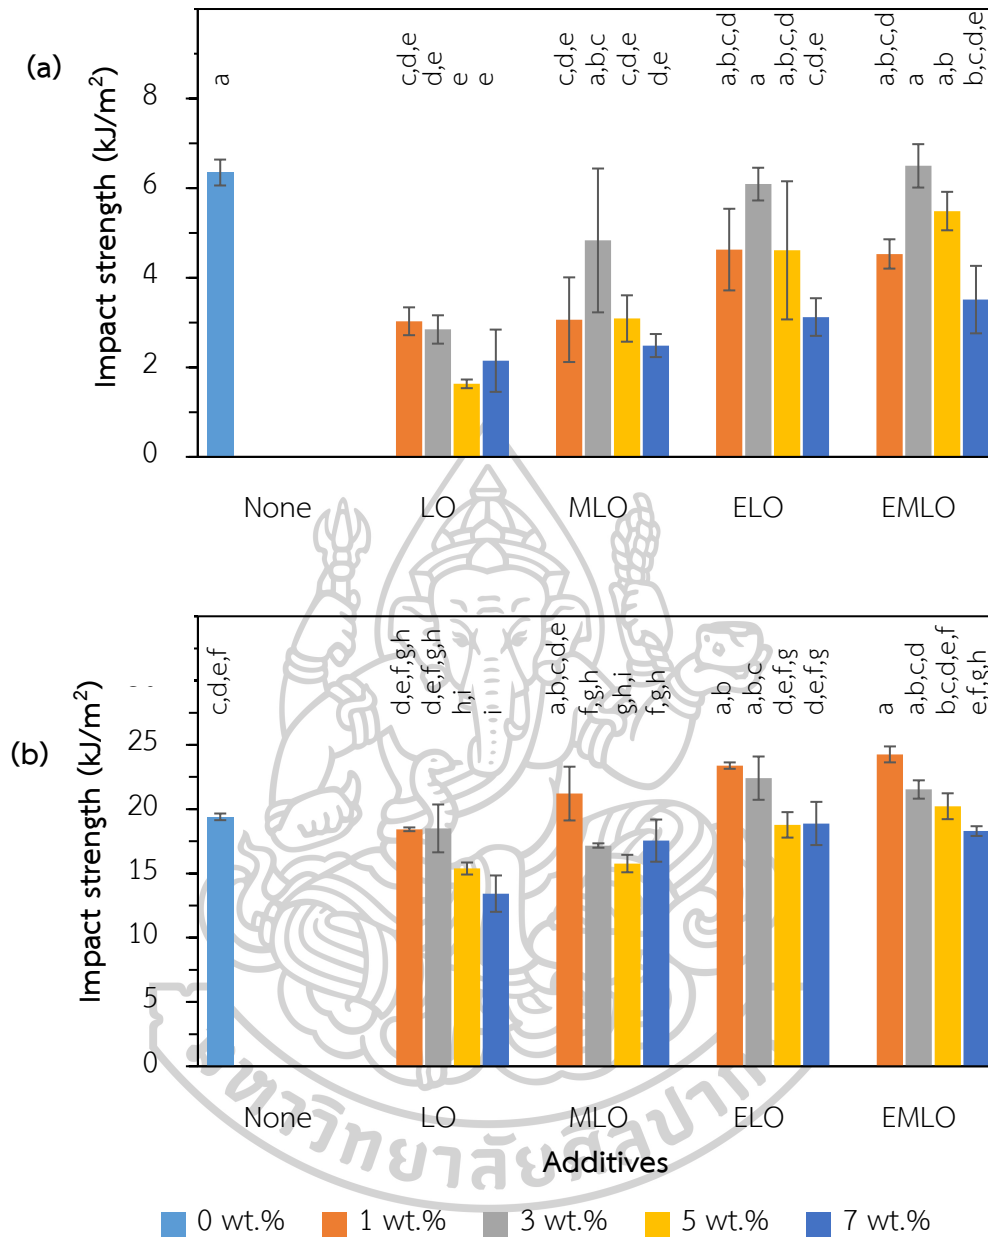 (a)
Impact strength (kJ/m²)
8
6
4
2
0
a
c,d,e
d,e
e
e
c,d,e
a,b,c
c,d,e
d,e
a,b,c,d
a
a,b,c,d
c,d,e
a,b,c,d
a
a,b
b,c,d,e
None LO MLO ELO EMLO
(b)
Impact strength (kJ/m²)
25
20
15
10
5
0
c,d,e,f
d,e,f,g,h
d,e,f,g,h
h,i
i
a,b,c,d,e
f,g,h
g,h,i
f,g,h
a,b
a,b,c
d,e,f,g
d,e,f,g
a
a,b,c,d
b,c,d,e,f
e,f,g,h
None LO MLO ELO EMLO
Additives
0 wt.% 1 wt.% 3 wt.% 5 wt.% 7 wt.%